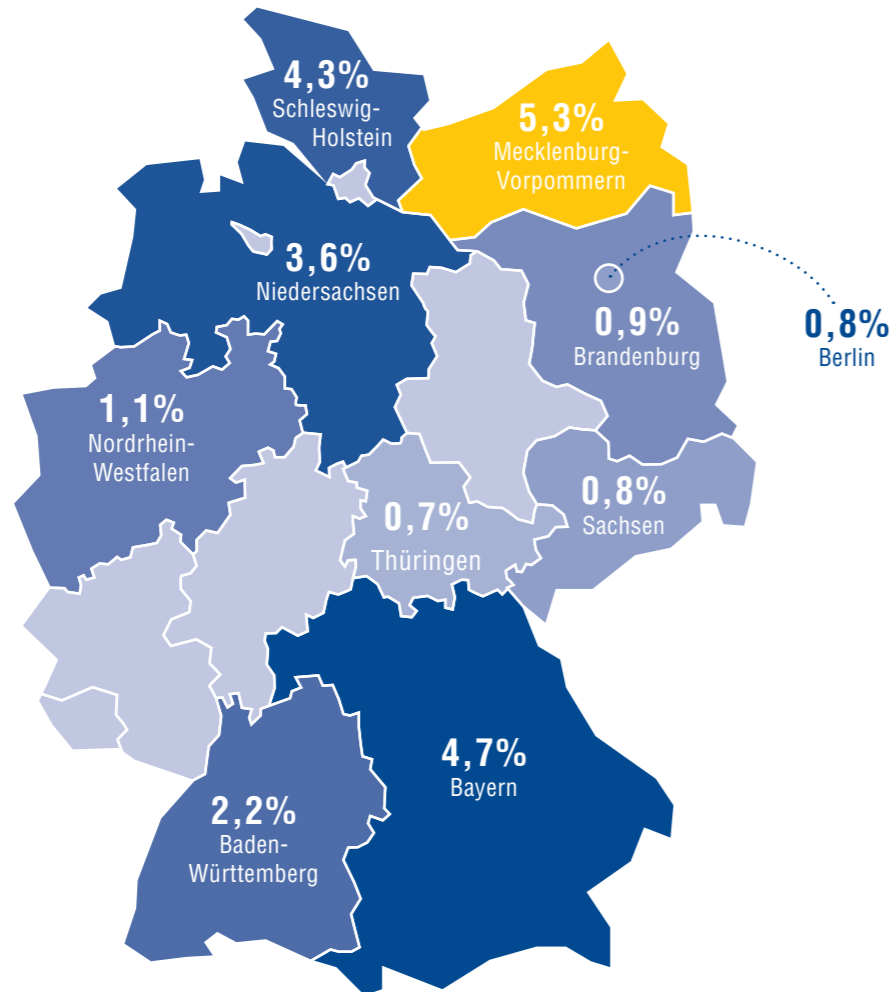 4,3%
Schleswig-
Holstein
5,3%
Mecklenburg-
Vorpommern
3,6%
Niedersachsen
0,9%
Brandenburg
0,8%
Berlin
1,1%
Nordrhein-
Westfalen
0,7%
Thüringen
0,8%
Sachsen
4,7%
Bayern
2,2%
Baden-
Württemberg